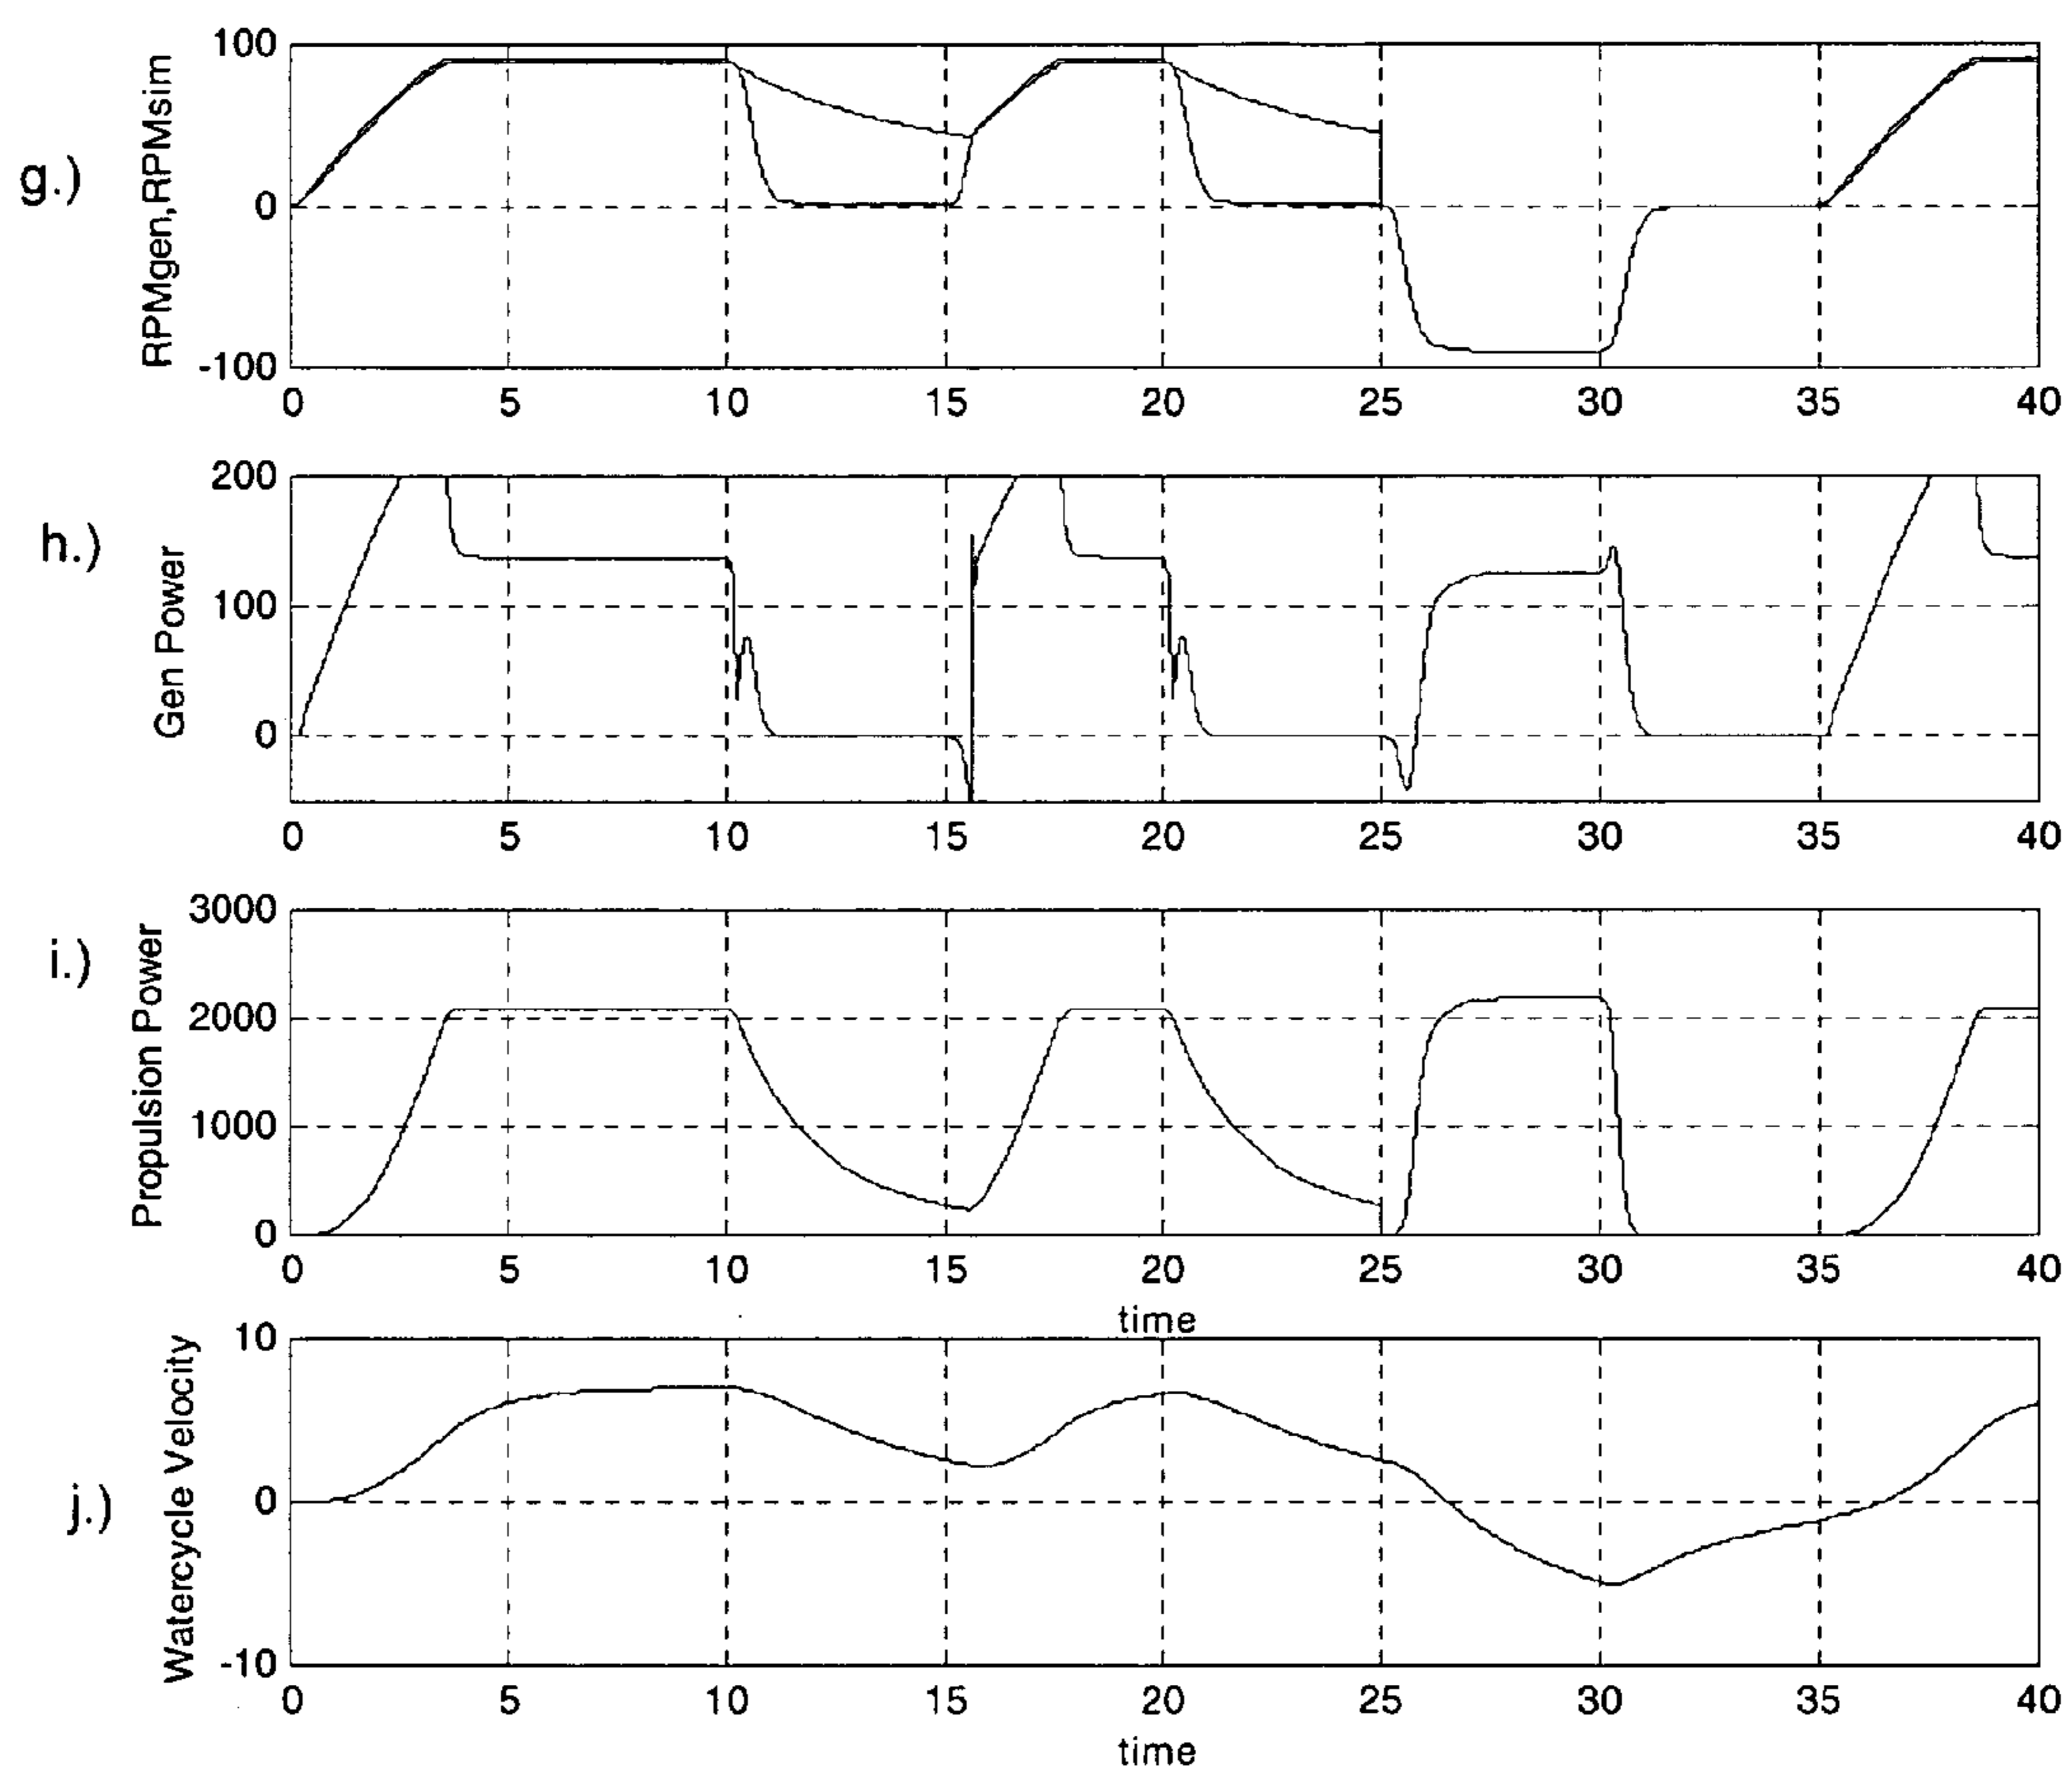 g.)
RPMgen,RPMsim
100
0
-100
0 5 10 15 20 25 30 35 40
h.)
Gen Power
200
100
0
0 5 10 15 20 25 30 35 40
i.)
Propulsion Power
3000
2000
1000
0
0 5 10 15 20 25 30 35 40
time
j.)
Watercycle Velocity
10
0
-10
0 5 10 15 20 25 30 35 40
time